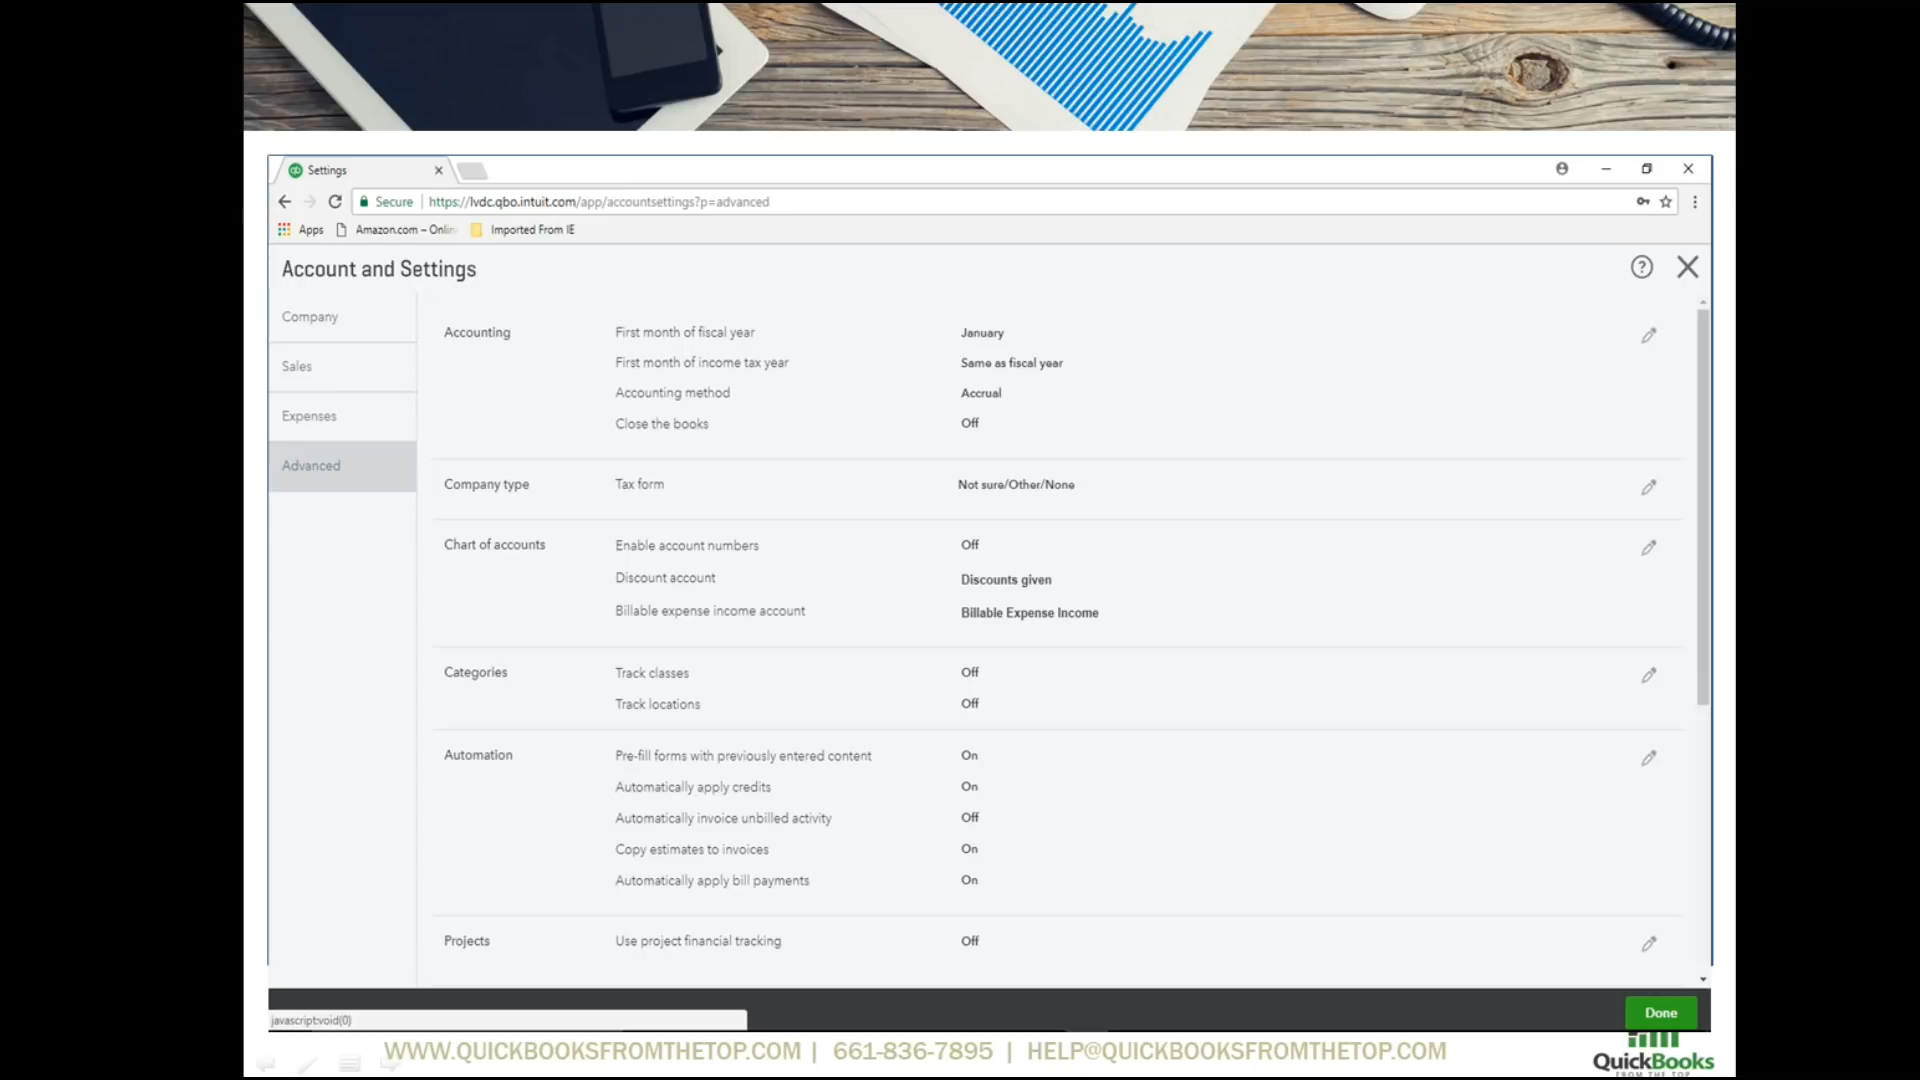 Settings
Secure https://lvdc.qbo.intuit.com/app/accountsettings?p=advanced
Apps Amazon.com – Onlin Imported From IE
Account and Settings
Company
Sales
Expenses
Advanced
Accounting First month of fiscal year January
First month of income tax year Same as fiscal year
Accounting method Accrual
Close the books Off
Company type Tax form Not sure/Other/None
Chart of accounts Enable account numbers Off
Discount account Discounts given
Billable expense income account Billable Expense Income
Categories Track classes Off
Track locations Off
Automation Pre-fill forms with previously entered content On
Automatically apply credits On
Automatically invoice unbilled activity Off
Copy estimates to invoices On
Automatically apply bill payments On
Projects Use project financial tracking Off
Done
javascript:void(0)
WWW.QUICKBOOKSFROMTHETOP.COM | 661-836-7895 | HELP@QUICKBOOKSFROMTHETOP.COM
QuickBooks
FROM THE TOP